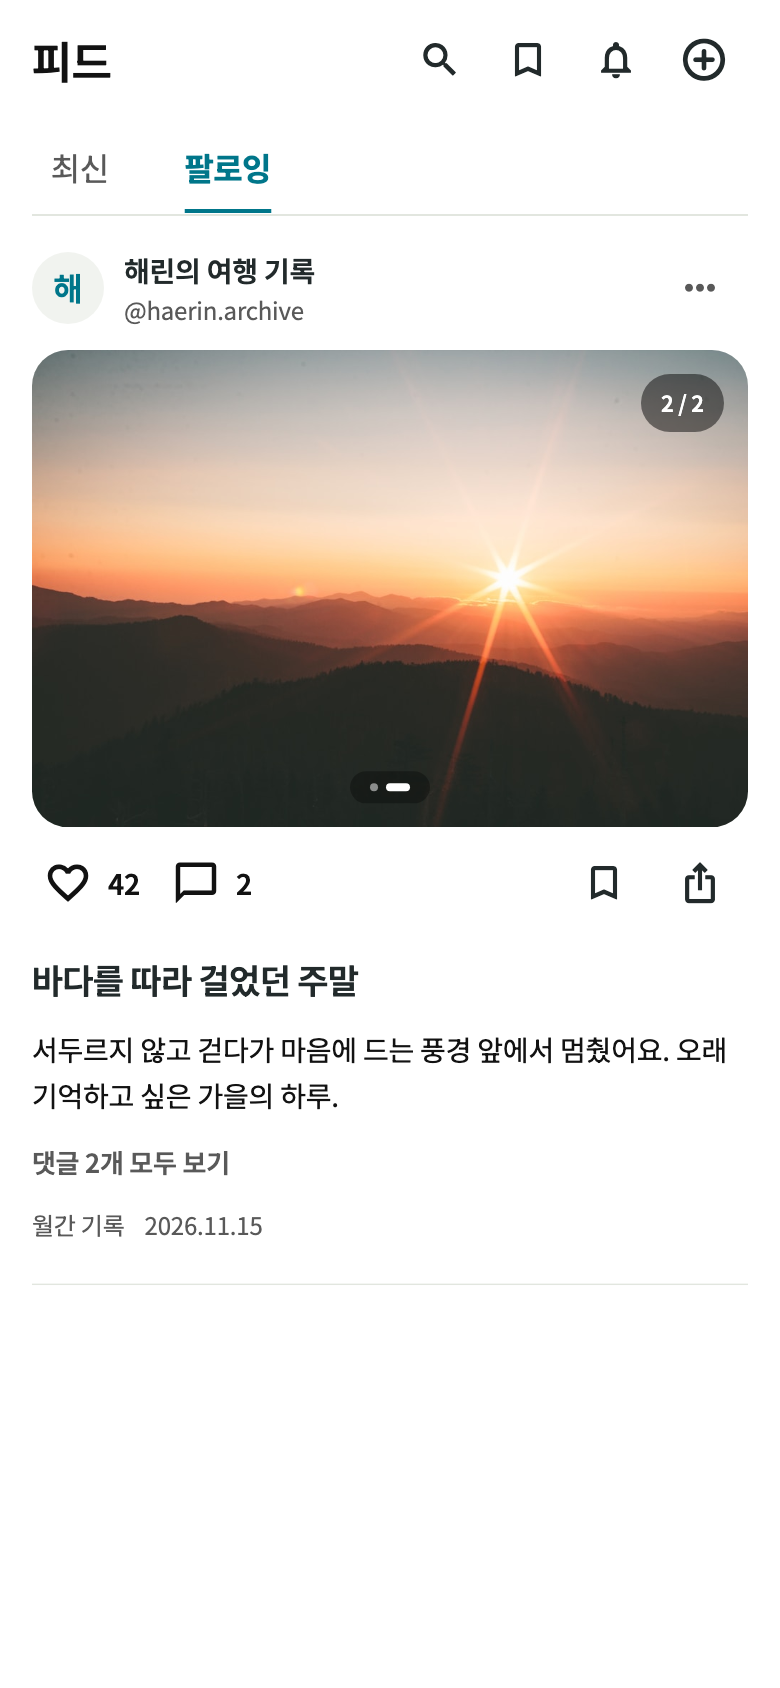 피드
최신 팔로잉
해
해린의 여행 기록
@haerin.archive
2 / 2
42 2
바다를 따라 걸었던 주말
서두르지 않고 걷다가 마음에 드는 풍경 앞에서 멈췄어요. 오래
기억하고 싶은 가을의 하루.
댓글 2개 모두 보기
월간 기록 2026.11.15